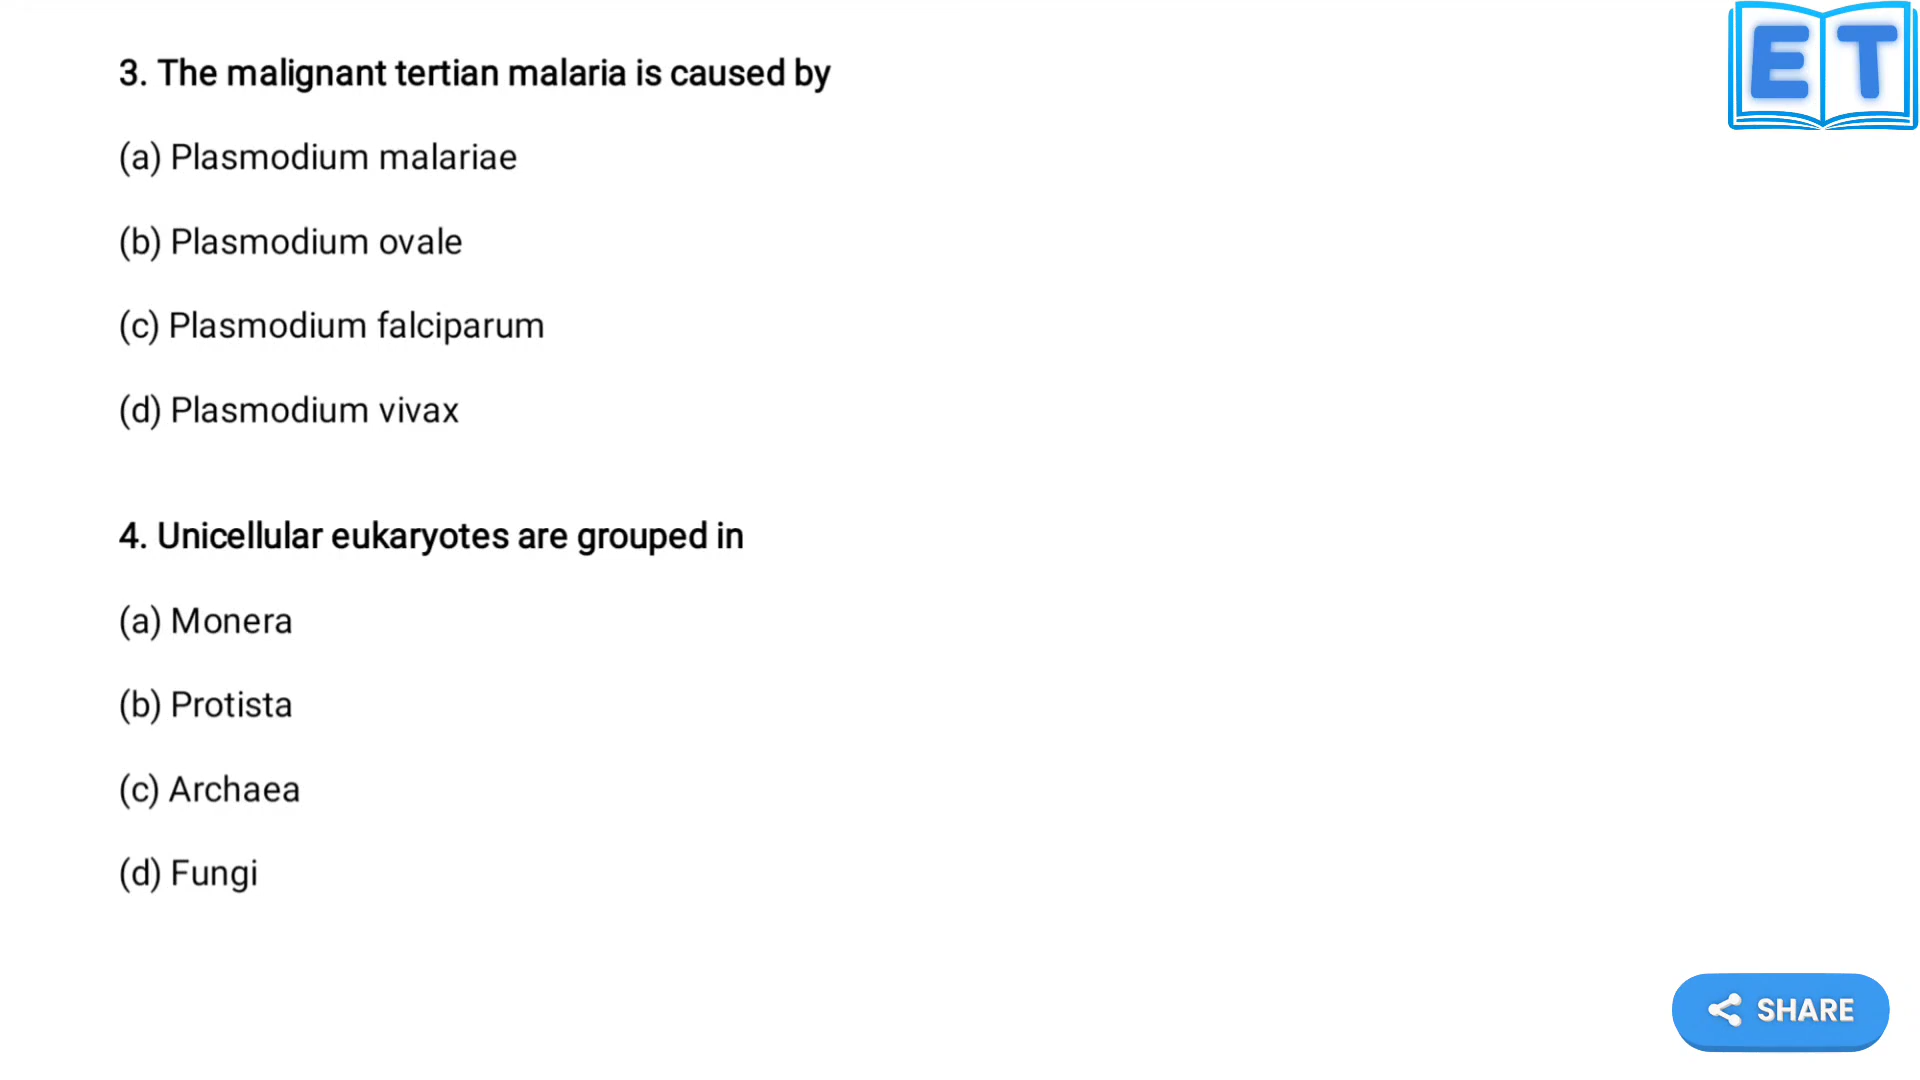 ET
3. The malignant tertian malaria is caused by
(a) Plasmodium malariae
(b) Plasmodium ovale
(c) Plasmodium falciparum
(d) Plasmodium vivax
4. Unicellular eukaryotes are grouped in
(a) Monera
(b) Protista
(c) Archaea
(d) Fungi
SHARE